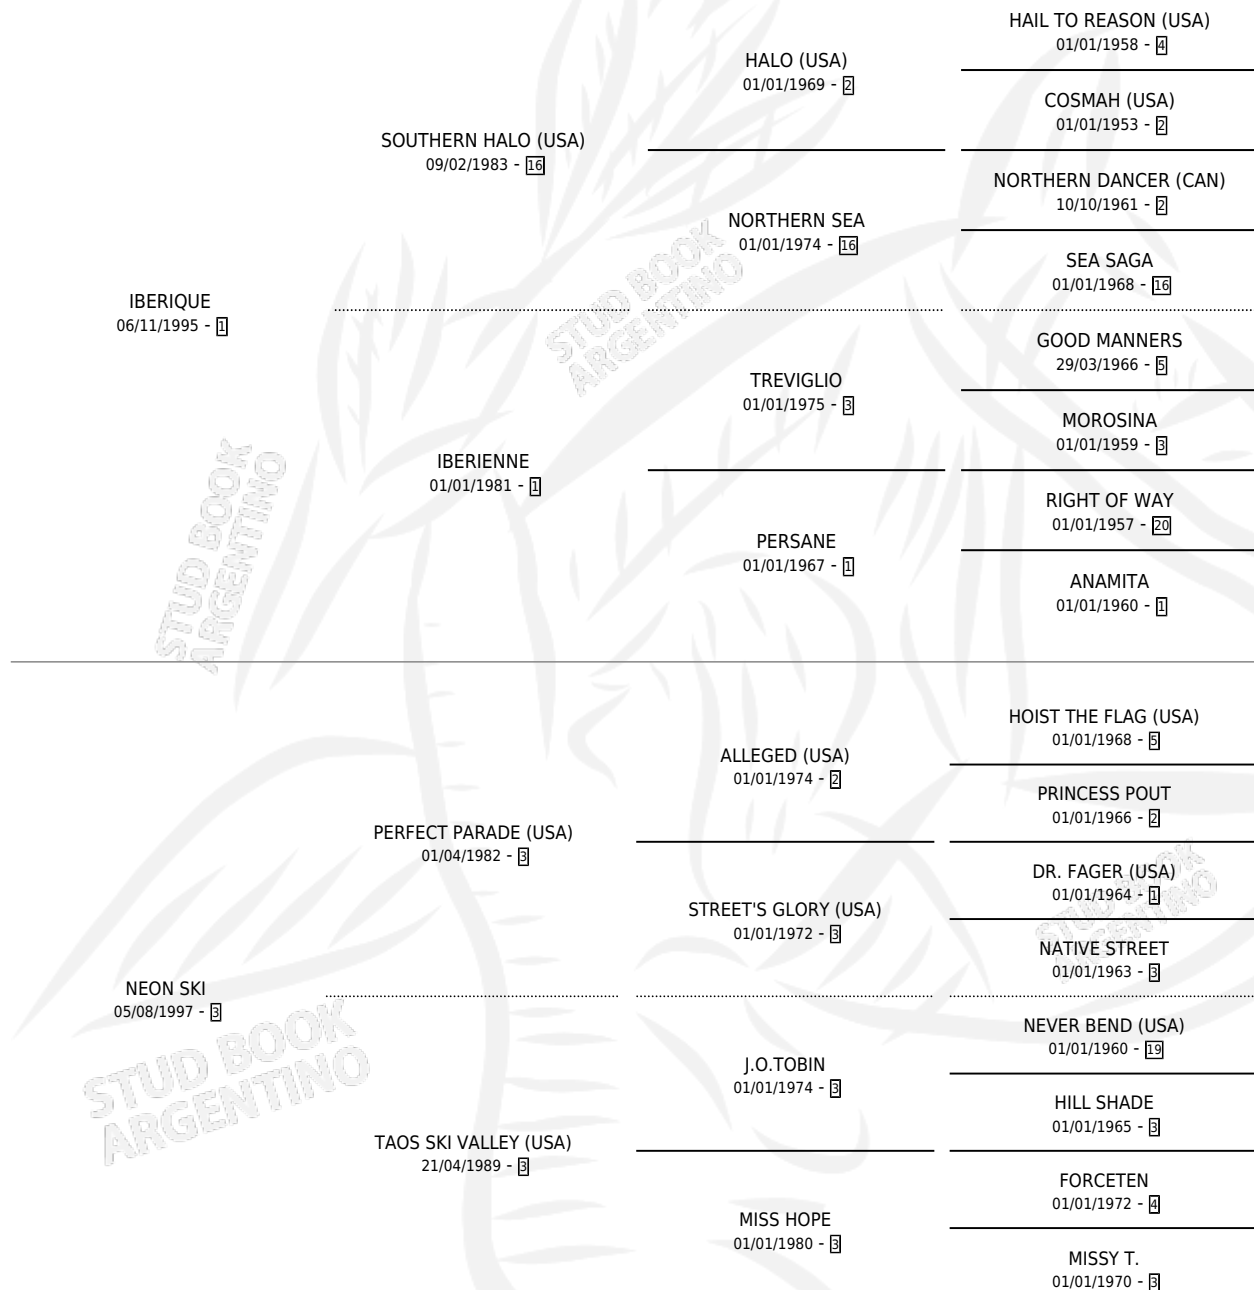 HAIL TO REASON (USA)
01/01/1958 - 4
HALO (USA)
01/01/1969 - 2
COSMAH (USA)
01/01/1953 - 2
SOUTHERN HALO (USA)
09/02/1983 - 16
NORTHERN DANCER (CAN)
10/10/1961 - 2
NORTHERN SEA
01/01/1974 - 16
SEA SAGA
01/01/1968 - 16
IBERIQUE
06/11/1995 - 1
GOOD MANNERS
29/03/1966 - 5
TREVIGLIO
01/01/1975 - 3
MOROSINA
01/01/1959 - 3
IBERIENNE
01/01/1981 - 1
RIGHT OF WAY
01/01/1957 - 20
PERSANE
01/01/1967 - 1
ANAMITA
01/01/1960 - 1
HOIST THE FLAG (USA)
01/01/1968 - 5
ALLEGED (USA)
01/01/1974 - 2
PRINCESS POUT
01/01/1966 - 2
PERFECT PARADE (USA)
01/04/1982 - 3
DR. FAGER (USA)
01/01/1964 - 1
STREET'S GLORY (USA)
01/01/1972 - 3
NATIVE STREET
01/01/1963 - 3
NEON SKI
05/08/1997 - 3
NEVER BEND (USA)
01/01/1960 - 19
J.O.TOBIN
01/01/1974 - 3
HILL SHADE
01/01/1965 - 3
TAOS SKI VALLEY (USA)
21/04/1989 - 3
FORCETEN
01/01/1972 - 4
MISS HOPE
01/01/1980 - 3
MISSY T.
01/01/1970 - 3
STUD BOOK
ARGENTINO
STUD BOOK
ARGENTINO
STUD BOOK
ARGENTINO
STUD BOOK
ARGENTINO